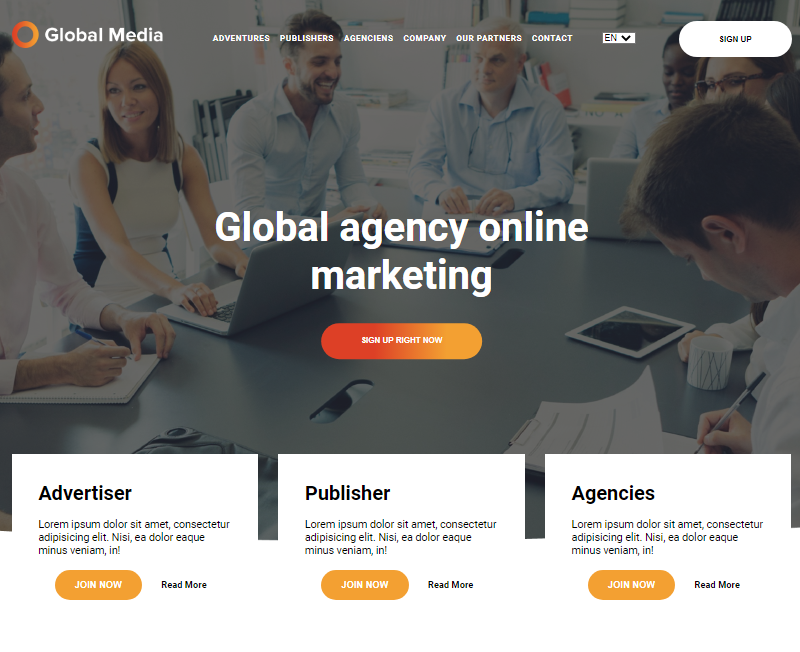 Global Media
ADVENTURES PUBLISHERS AGENCIENS COMPANY OUR PARTNERS CONTACT
EN
SIGN UP
Global agency online
marketing
SIGN UP RIGHT NOW
Advertiser
Lorem ipsum dolor sit amet, consectetur
adipisicing elit. Nisi, ea dolor eaque
minus veniam, in!
JOIN NOW Read More
Publisher
Lorem ipsum dolor sit amet, consectetur
adipisicing elit. Nisi, ea dolor eaque
minus veniam, in!
JOIN NOW Read More
Agencies
Lorem ipsum dolor sit amet, consectetur
adipisicing elit. Nisi, ea dolor eaque
minus veniam, in!
JOIN NOW Read More